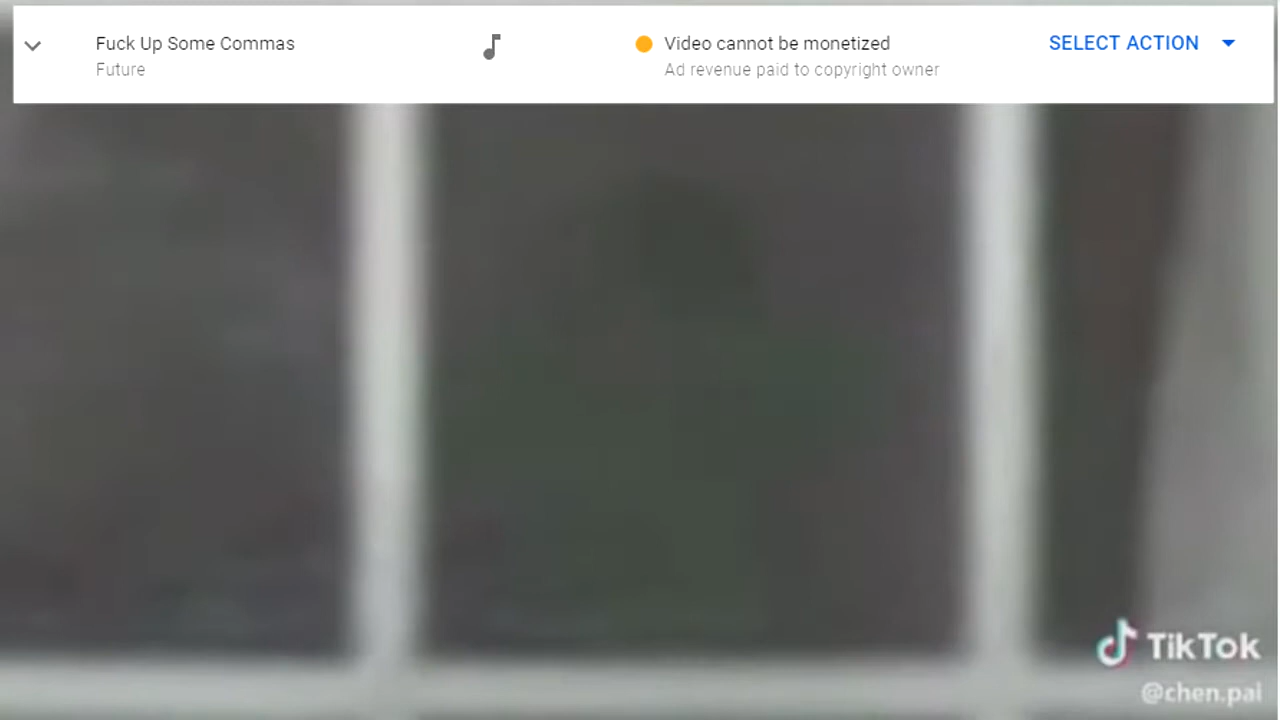 Fuck Up Some Commas
Future
Video cannot be monetized
Ad revenue paid to copyright owner
SELECT ACTION
TikTok
@chen.pai